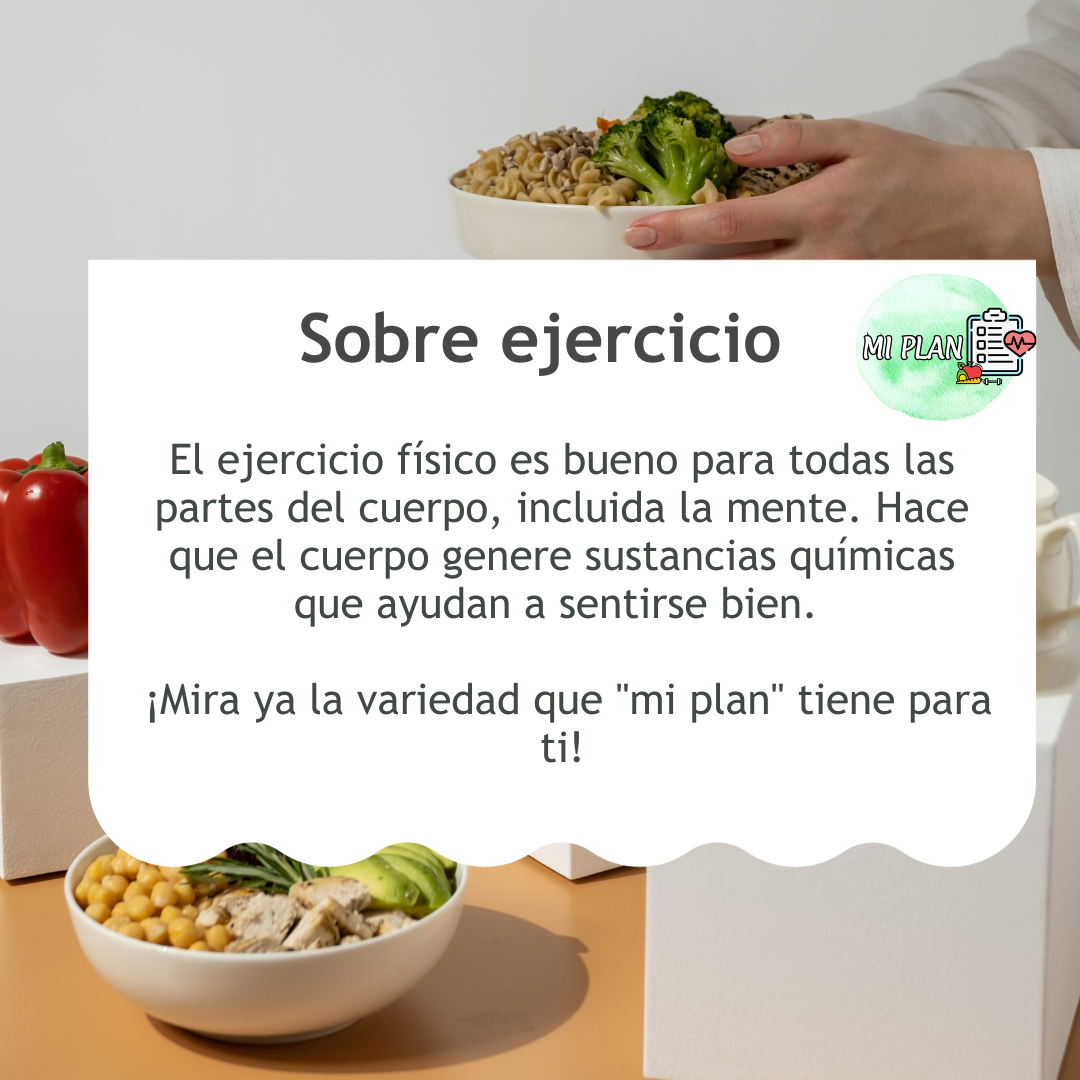 Sobre ejercicio
MI PLAN
El ejercicio físico es bueno para todas las
partes del cuerpo, incluida la mente. Hace
que el cuerpo genere sustancias químicas
que ayudan a sentirse bien.
¡Mira ya la variedad que "mi plan" tiene para
ti!